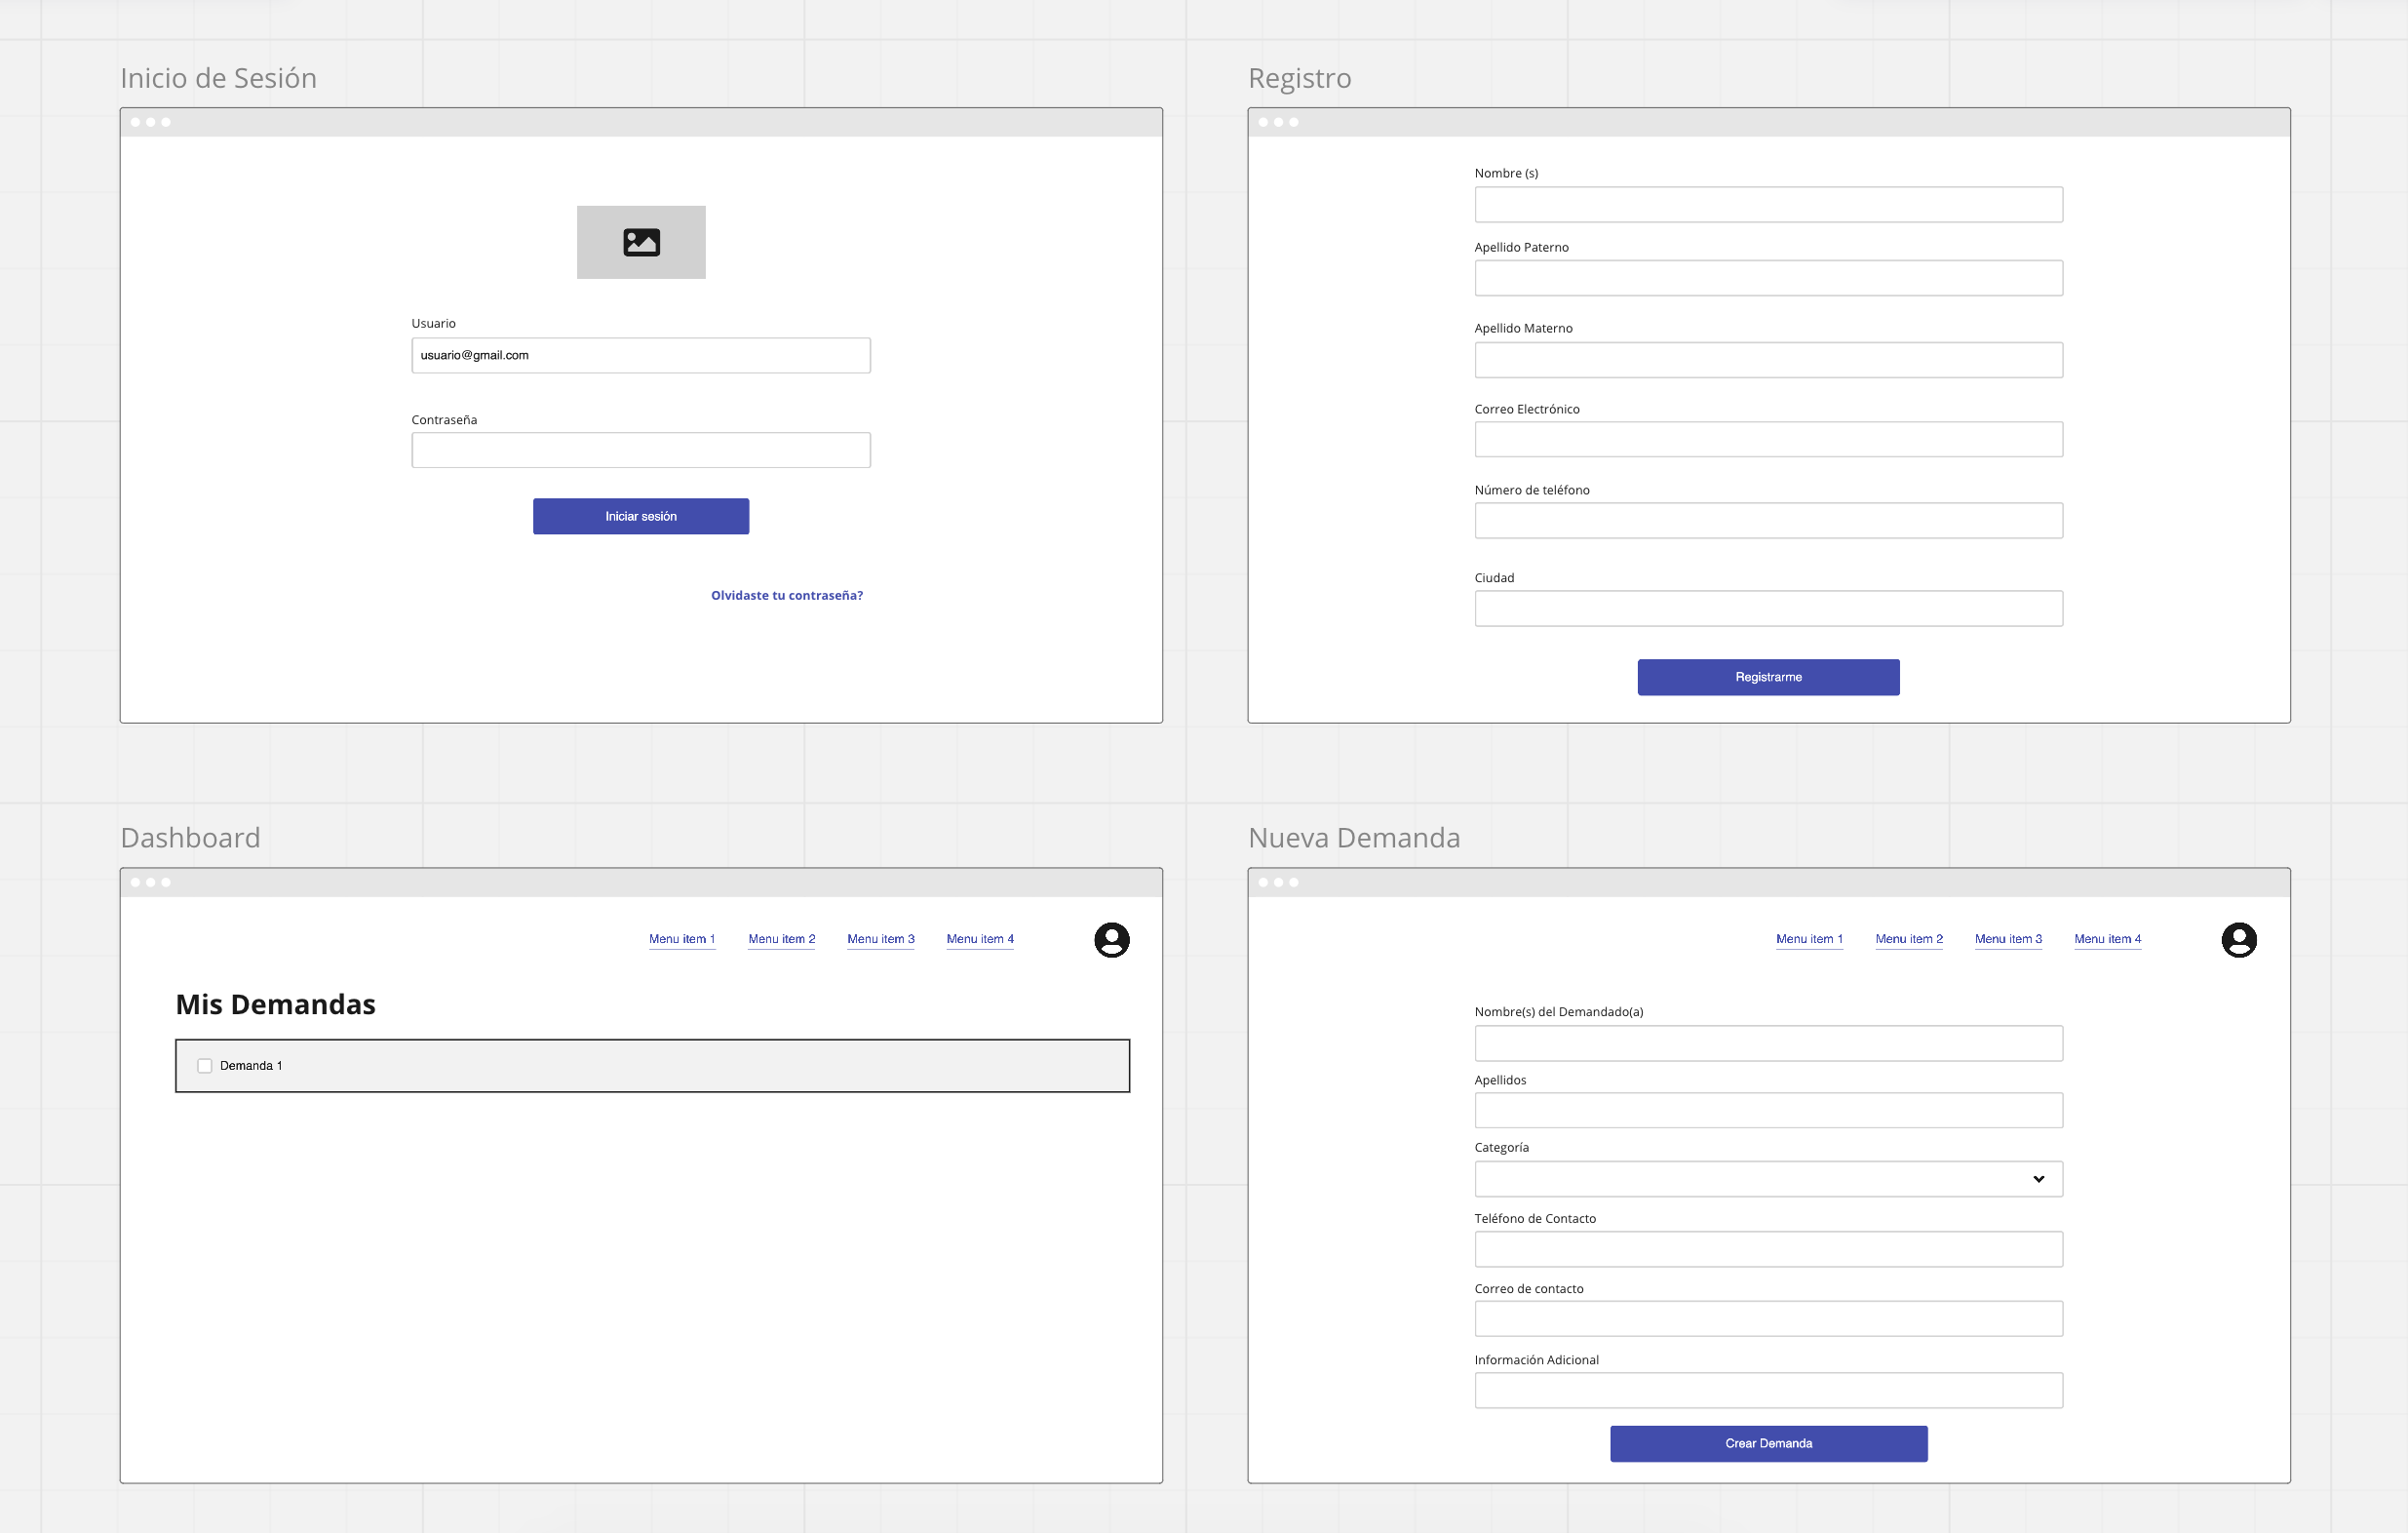 Inicio de Sesión
Usuario
usuario@gmail.com
Contraseña
Iniciar sesión
Olvidaste tu contraseña?
Registro
Nombre (s)
Apellido Paterno
Apellido Materno
Correo Electrónico
Número de teléfono
Ciudad
Registrarme
Dashboard
Menu item 1 Menu item 2 Menu item 3 Menu item 4
Mis Demandas
Demanda 1
Nueva Demanda
Menu item 1 Menu item 2 Menu item 3 Menu item 4
Nombre(s) del Demandado(a)
Apellidos
Categoría
Teléfono de Contacto
Correo de contacto
Información Adicional
Crear Demanda